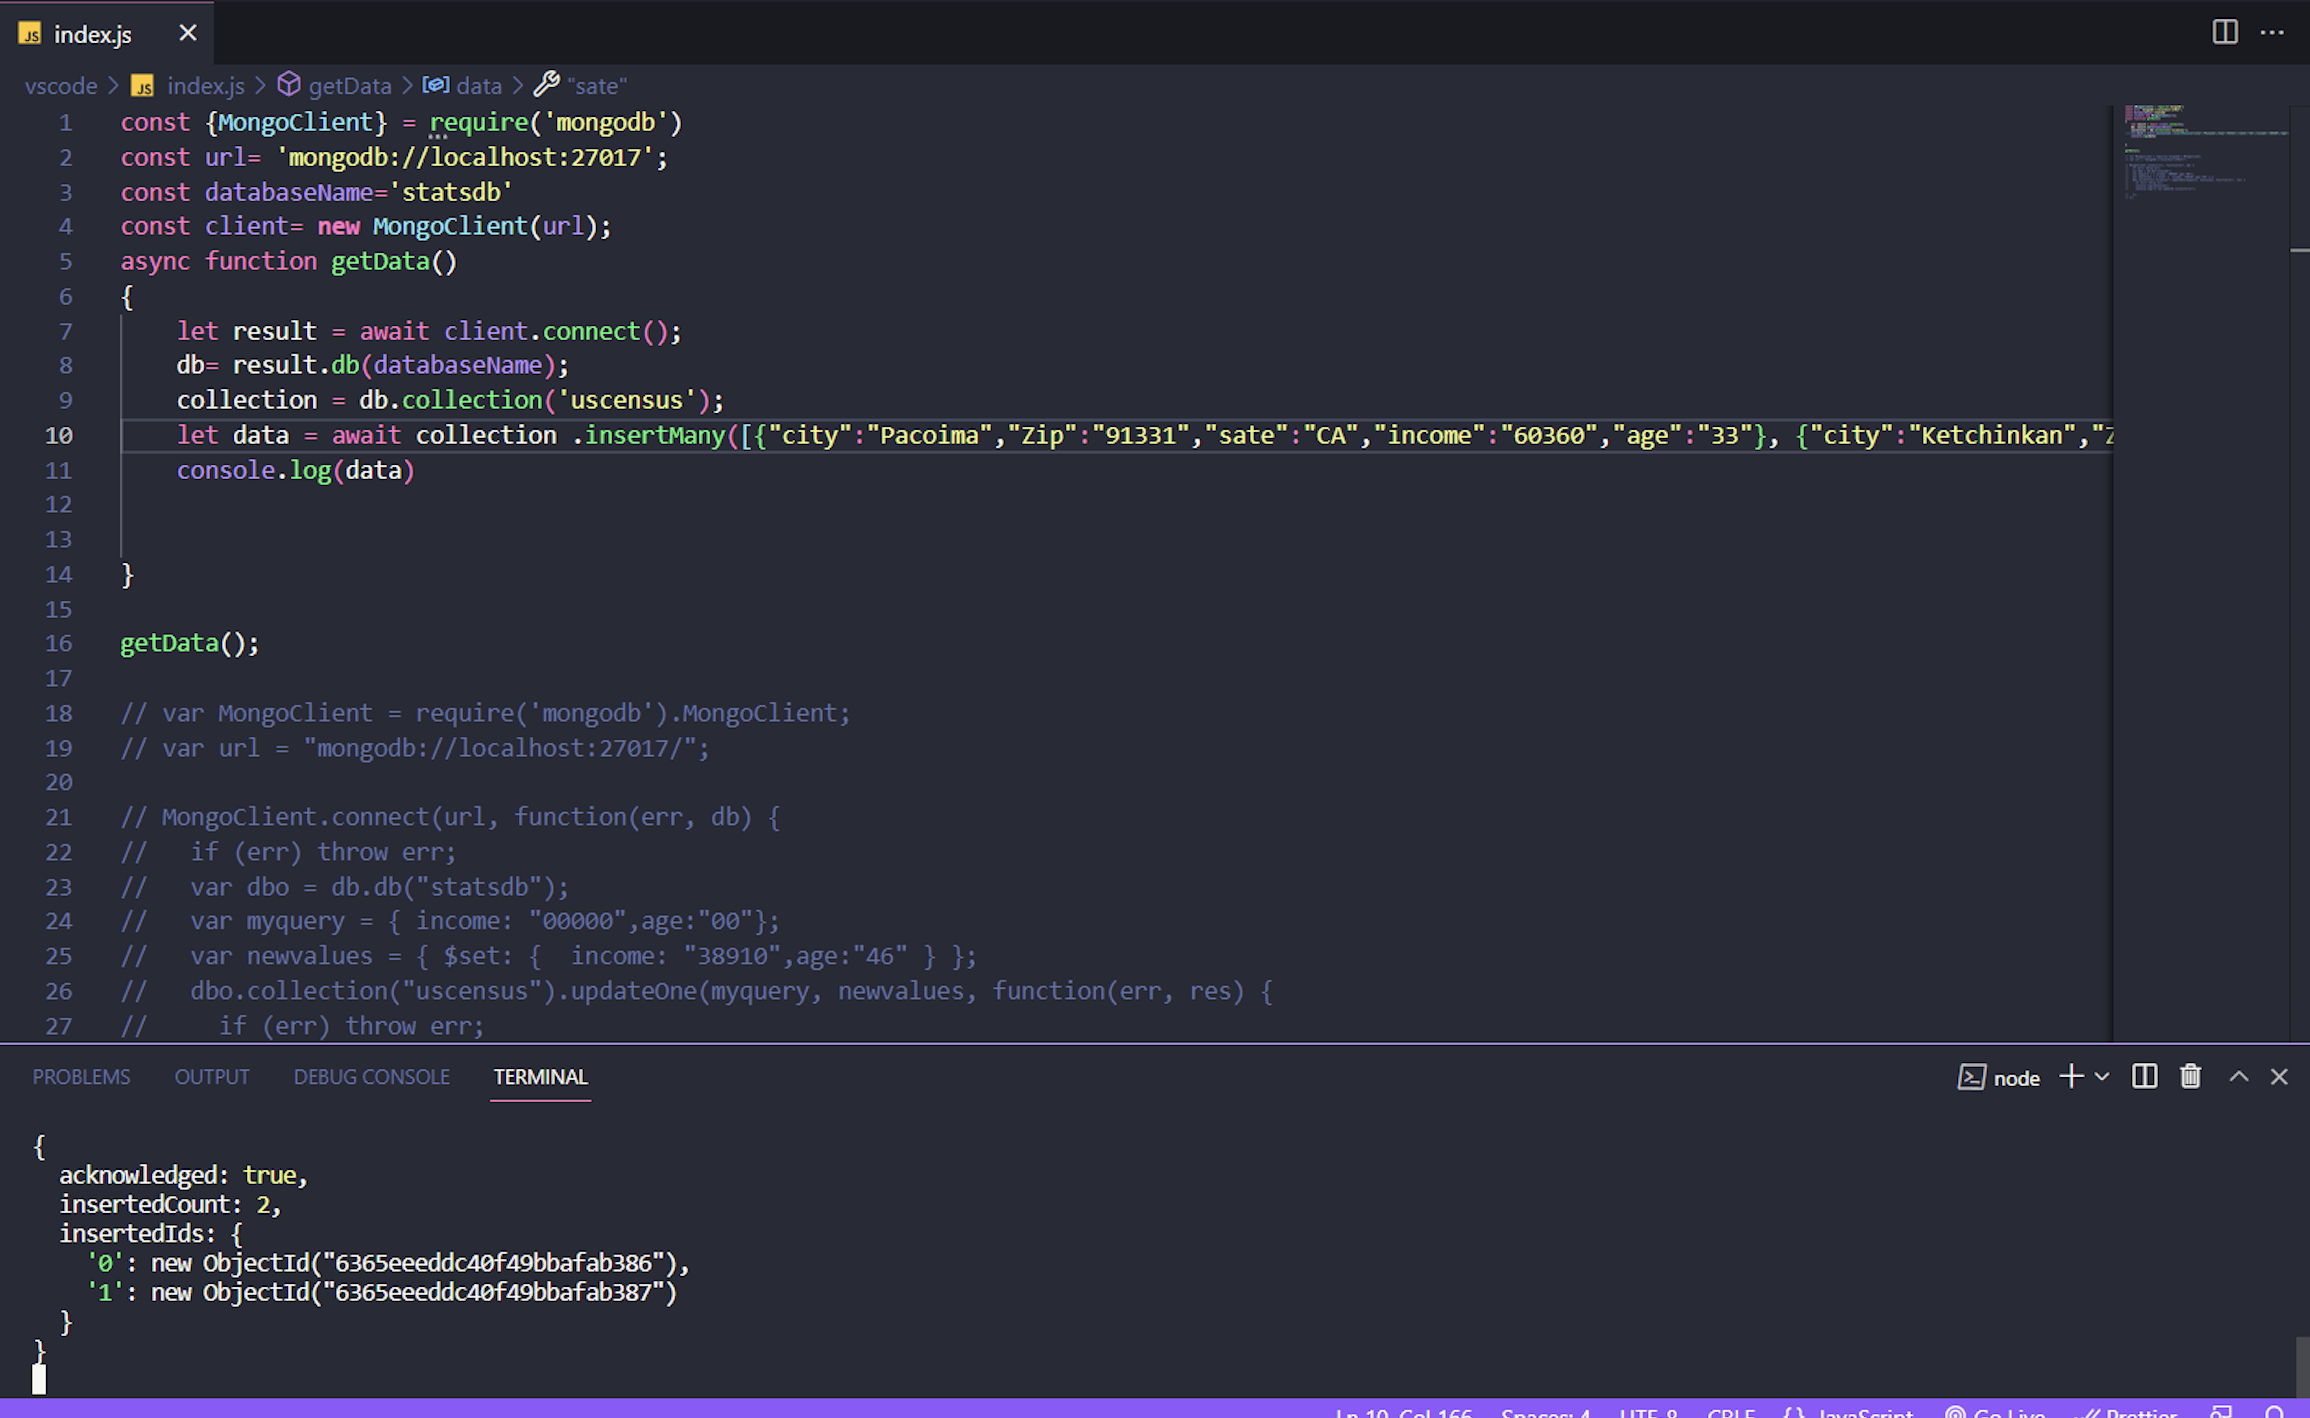 JS index.js
vscode > JS index.js > getData > data > "sate"
1 const {MongoClient} = require('mongodb')
2 const url= 'mongodb://localhost:27017';
3 const databaseName='statsdb'
4 const client= new MongoClient(url);
5 async function getData()
6 {
7 let result = await client.connect();
8 db= result.db(databaseName);
9 collection = db.collection('uscensus');
10 let data = await collection .insertMany([{"city":"Pacoima","Zip":"91331","sate":"CA","income":"60360","age":"33"}, {"city":"Ketchinkan","Z
11 console.log(data)
12
13
14 }
15
16 getData();
17
18 // var MongoClient = require('mongodb').MongoClient;
19 // var url = "mongodb://localhost:27017/";
20
21 // MongoClient.connect(url, function(err, db) {
22 // if (err) throw err;
23 // var dbo = db.db("statsdb");
24 // var myquery = { income: "00000",age:"00"};
25 // var newvalues = { $set: { income: "38910",age:"46" } };
26 // dbo.collection("uscensus").updateOne(myquery, newvalues, function(err, res) {
27 // if (err) throw err;
PROBLEMS OUTPUT DEBUG CONSOLE TERMINAL node
{
acknowledged: true,
insertedCount: 2,
insertedIds: {
'0': new ObjectId("6365eeeddc40f49bbafab386"),
'1': new ObjectId("6365eeeddc40f49bbafab387")
}
}
Ln 10, Col 166 Spaces: 4 UTF-8 CRLF {} JavaScript Go Live Prettier